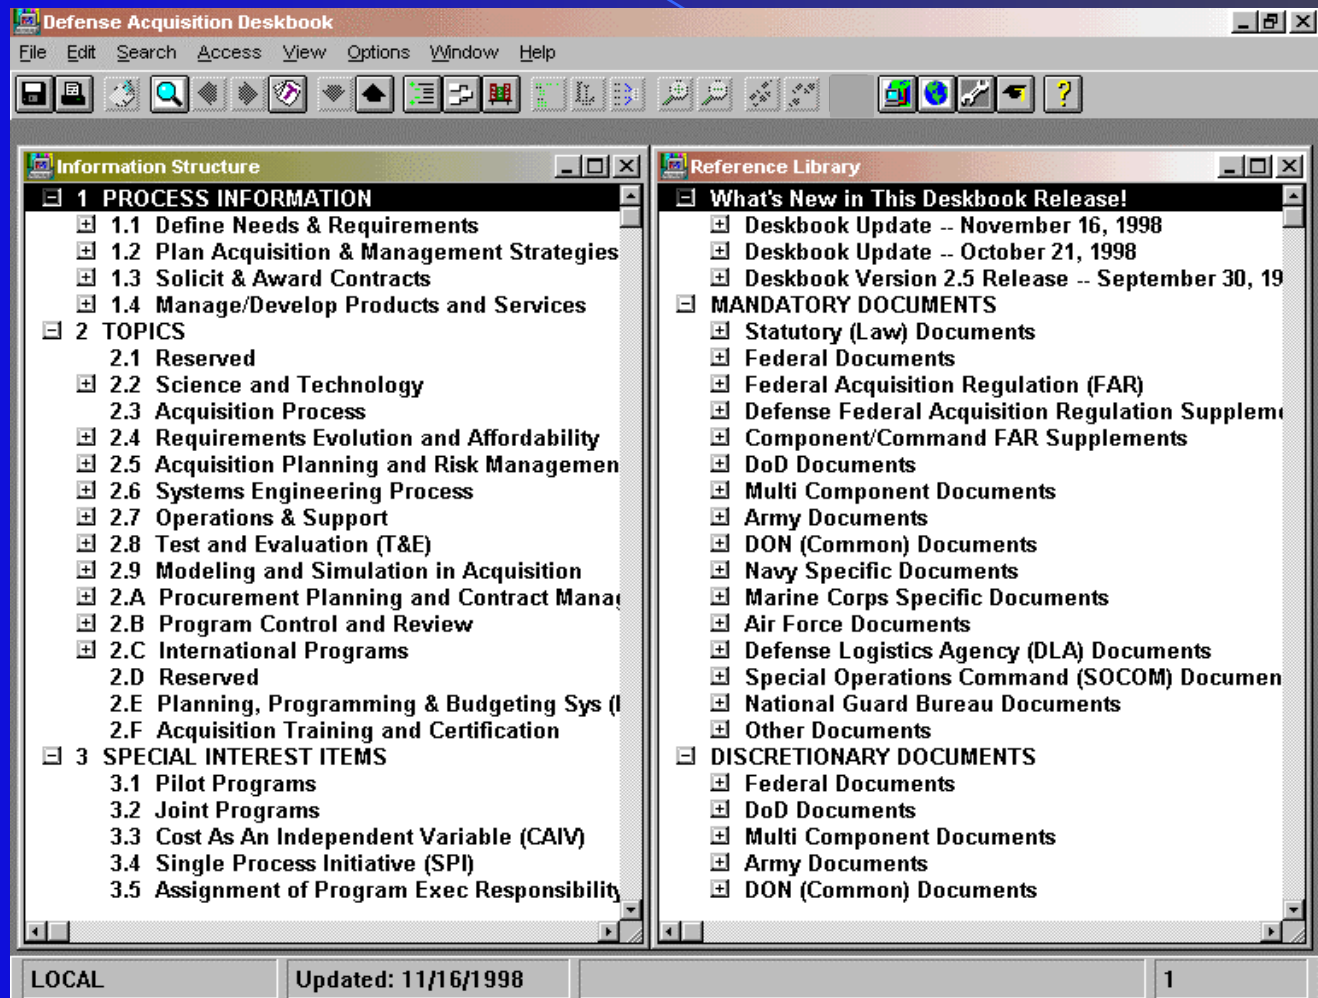 Defense Acquisition Deskbook
File Edit Search Access View Options Window Help
Information Structure
1 PROCESS INFORMATION
1.1 Define Needs & Requirements
1.2 Plan Acquisition & Management Strategies
1.3 Solicit & Award Contracts
1.4 Manage/Develop Products and Services
2 TOPICS
2.1 Reserved
2.2 Science and Technology
2.3 Acquisition Process
2.4 Requirements Evolution and Affordability
2.5 Acquisition Planning and Risk Managemen
2.6 Systems Engineering Process
2.7 Operations & Support
2.8 Test and Evaluation (T&E)
2.9 Modeling and Simulation in Acquisition
2.A Procurement Planning and Contract Manag
2.B Program Control and Review
2.C International Programs
2.D Reserved
2.E Planning, Programming & Budgeting Sys (
2.F Acquisition Training and Certification
3 SPECIAL INTEREST ITEMS
3.1 Pilot Programs
3.2 Joint Programs
3.3 Cost As An Independent Variable (CAIV)
3.4 Single Process Initiative (SPI)
3.5 Assignment of Program Exec Responsibility
Reference Library
What's New in This Deskbook Release!
Deskbook Update -- November 16, 1998
Deskbook Update -- October 21, 1998
Deskbook Version 2.5 Release -- September 30, 19
MANDATORY DOCUMENTS
Statutory (Law) Documents
Federal Documents
Federal Acquisition Regulation (FAR)
Defense Federal Acquisition Regulation Suppleme
Component/Command FAR Supplements
DoD Documents
Multi Component Documents
Army Documents
DON (Common) Documents
Navy Specific Documents
Marine Corps Specific Documents
Air Force Documents
Defense Logistics Agency (DLA) Documents
Special Operations Command (SOCOM) Documen
National Guard Bureau Documents
Other Documents
DISCRETIONARY DOCUMENTS
Federal Documents
DoD Documents
Multi Component Documents
Army Documents
DON (Common) Documents
LOCAL
Updated: 11/16/1998
1